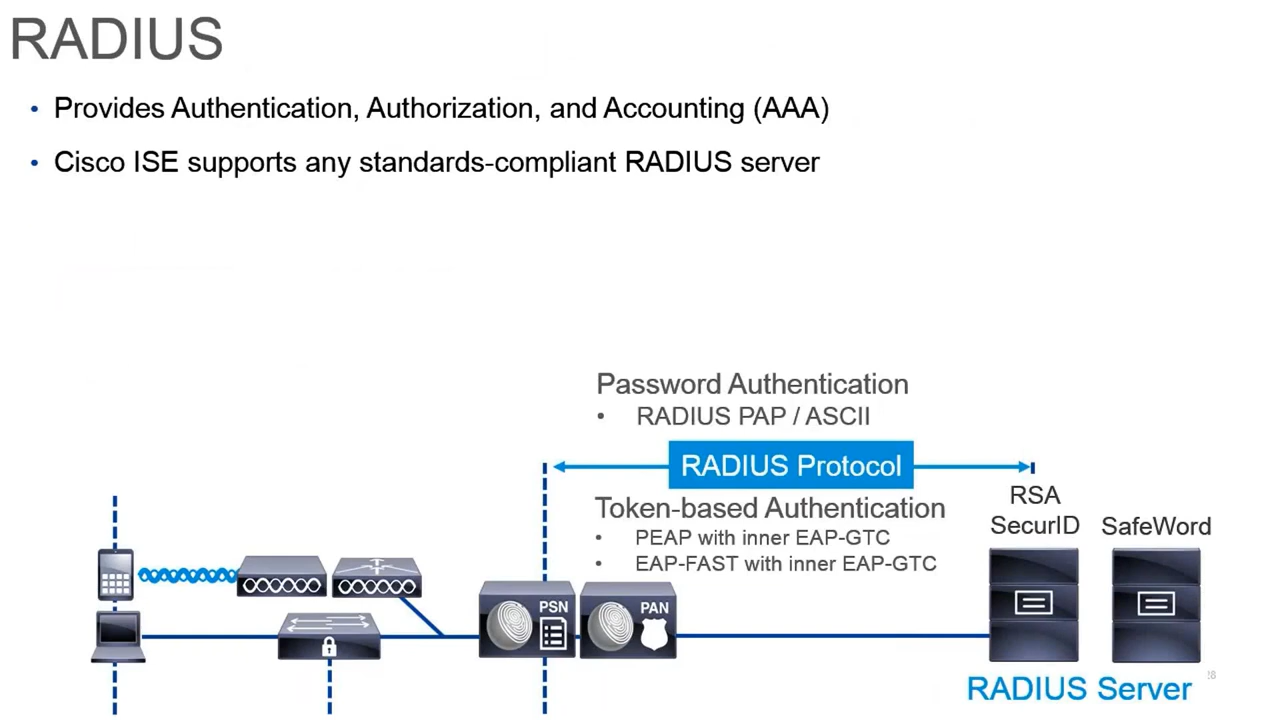 RADIUS
• Provides Authentication, Authorization, and Accounting (AAA)
• Cisco ISE supports any standards-compliant RADIUS server
Password Authentication
• RADIUS PAP / ASCII
RADIUS Protocol
Token-based Authentication
• PEAP with inner EAP-GTC
• EAP-FAST with inner EAP-GTC
RSA
SecurID
SafeWord
PSN
PAN
RADIUS Server
28